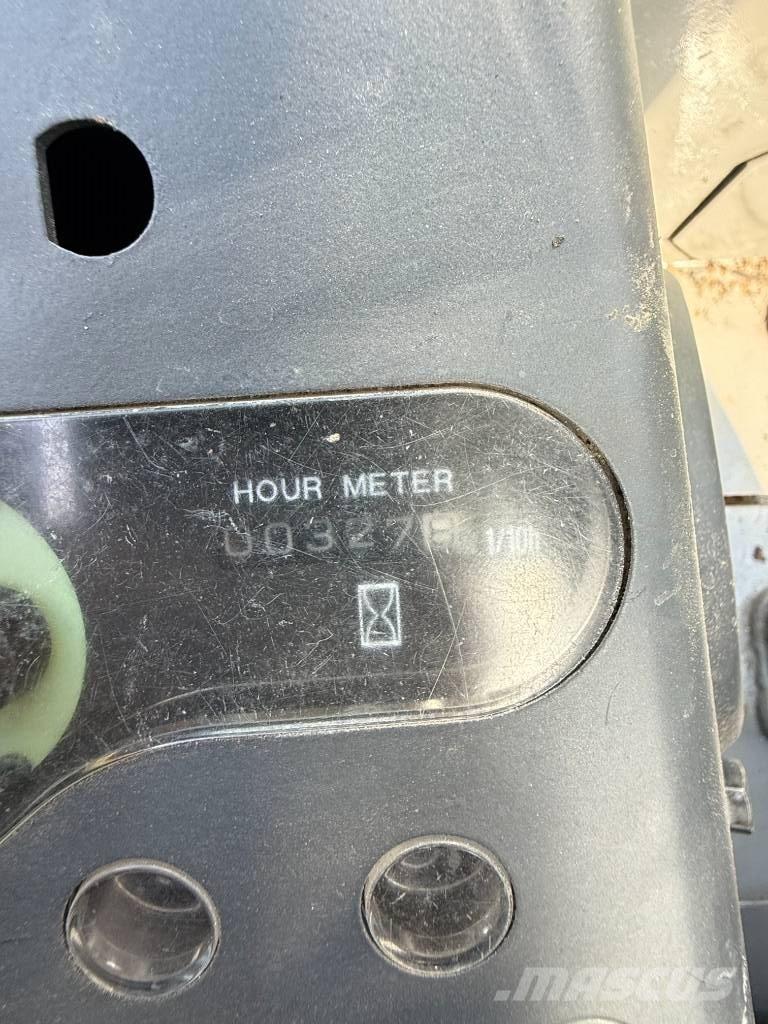 HOUR METER
00327 1/10h
MASCUS